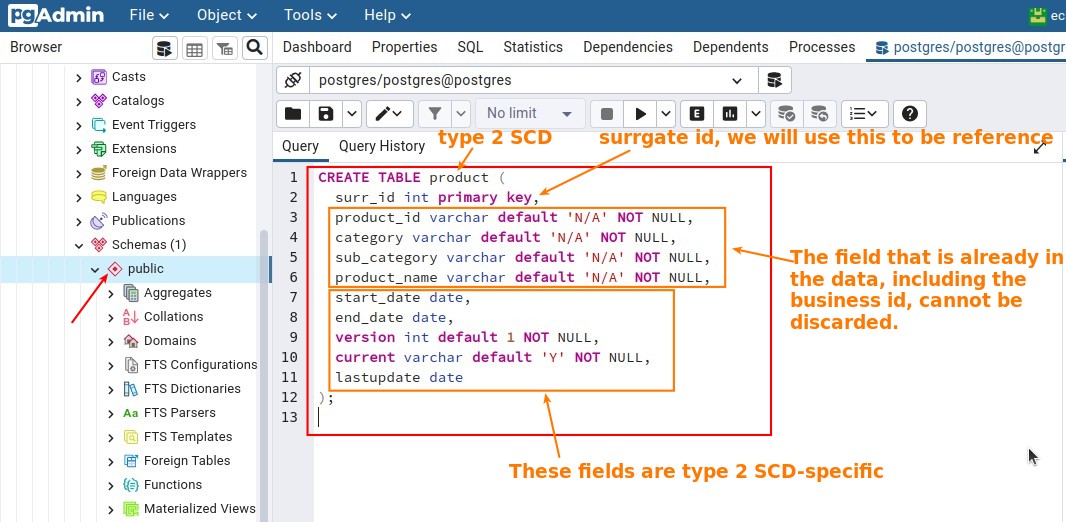 pgAdmin File Object Tools Help ec
Browser Dashboard Properties SQL Statistics Dependencies Dependents Processes postgres/postgres@postgr
Casts
Catalogs
Event Triggers
Extensions
Foreign Data Wrappers
Languages
Publications
Schemas (1)
public
Aggregates
Collations
Domains
FTS Configurations
FTS Dictionaries
FTS Parsers
FTS Templates
Foreign Tables
Functions
Materialized Views
postgres/postgres@postgres
No limit E
type 2 SCD
surrgate id, we will use this to be reference
Query Query History
1 CREATE TABLE product (
2 surr_id int primary key,
3 product_id varchar default 'N/A' NOT NULL,
4 category varchar default 'N/A' NOT NULL,
5 sub_category varchar default 'N/A' NOT NULL,
6 product_name varchar default 'N/A' NOT NULL,
7 start_date date,
8 end_date date,
9 version int default 1 NOT NULL,
10 current varchar default 'Y' NOT NULL,
11 lastupdate date
12 );
13
The field that is already in
the data, including the
business id, cannot be
discarded.
These fields are type 2 SCD-specific